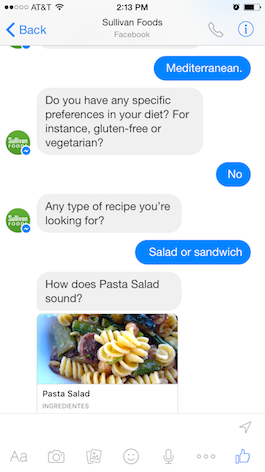 AT&T 2:13 PM
Back
Sullivan Foods
Facebook
Mediterranean.
Do you have any specific
preferences in your diet? For
instance, gluten-free or
vegetarian?
Sullivan
FOODS
No
Any type of recipe you're
looking for?
Sullivan
FOODS
Salad or sandwich
How does Pasta Salad
sound?
Pasta Salad
INGREDIENTES
Aa